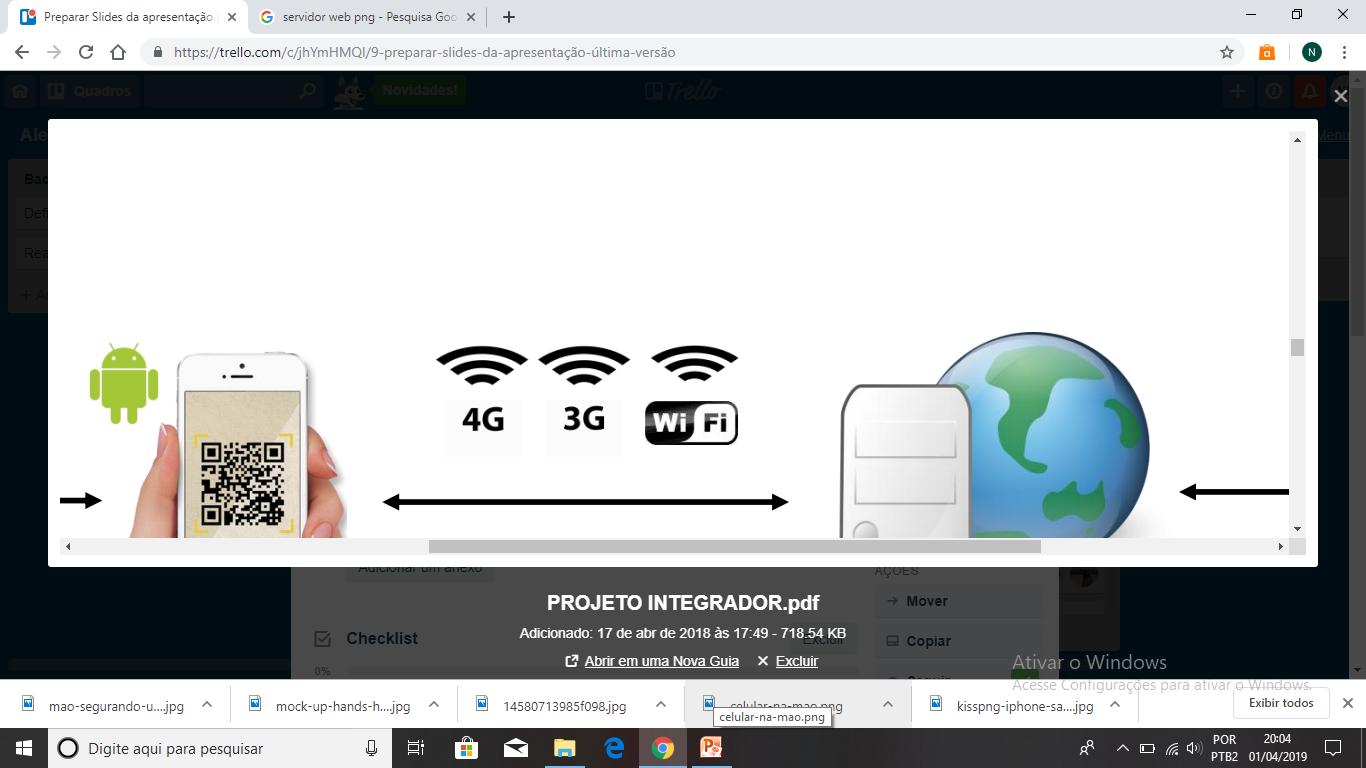 Preparar Slides da apresentação
servidor web png - Pesquisa Goo
https://trello.com/c/jhYmHMQI/9-preparar-slides-da-apresentação-última-versão
N
Quadros
Novidades!
Trello
Menu
4G
3G
Wi Fi
Adicionar um anexo
AÇÕES
PROJETO INTEGRADOR.pdf
Mover
Adicionado: 17 de abr de 2018 às 17:49 - 718.54 KB
Checklist
Excluir
Copiar
Abrir em uma Nova Guia
Excluir
0%
Seguir
Ativar o Windows
Acesse Configurações para ativar o Windows.
mao-segurando-u....jpg
mock-up-hands-h....jpg
14580713985f098.jpg
celular-na-mao.png
kisspng-iphone-sa....jpg
Exibir todos
celular-na-mao.png
Digite aqui para pesquisar
POR
PTB2
20:04
01/04/2019